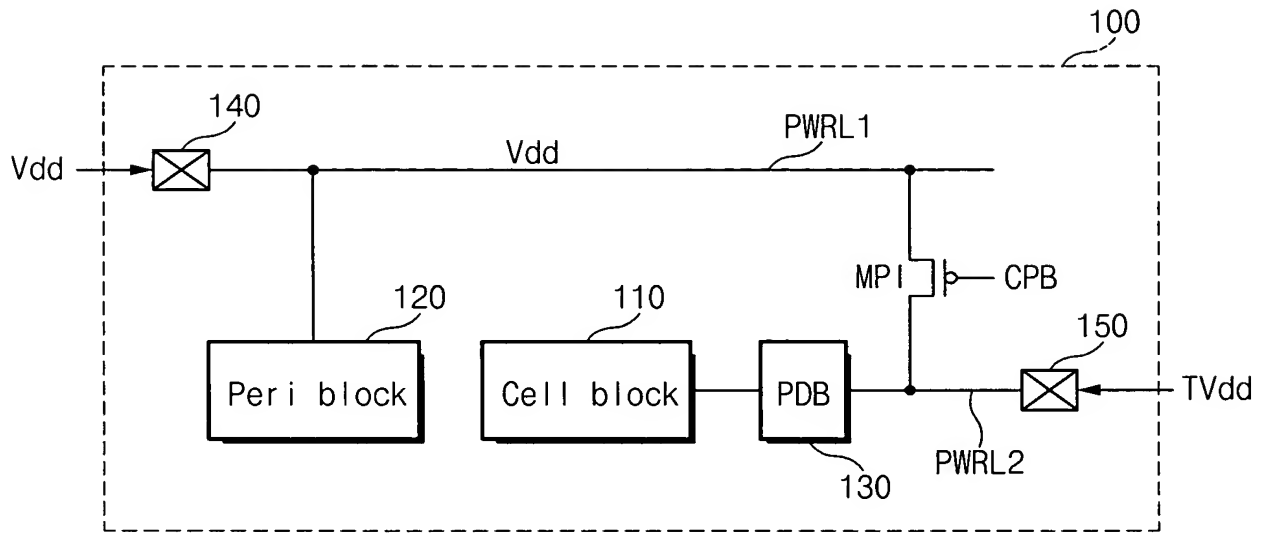 100
140
Vdd
Vdd
PWRL1
MPI
CPB
120
110
150
Peri block
Cell block
PDB
TVdd
130
PWRL2